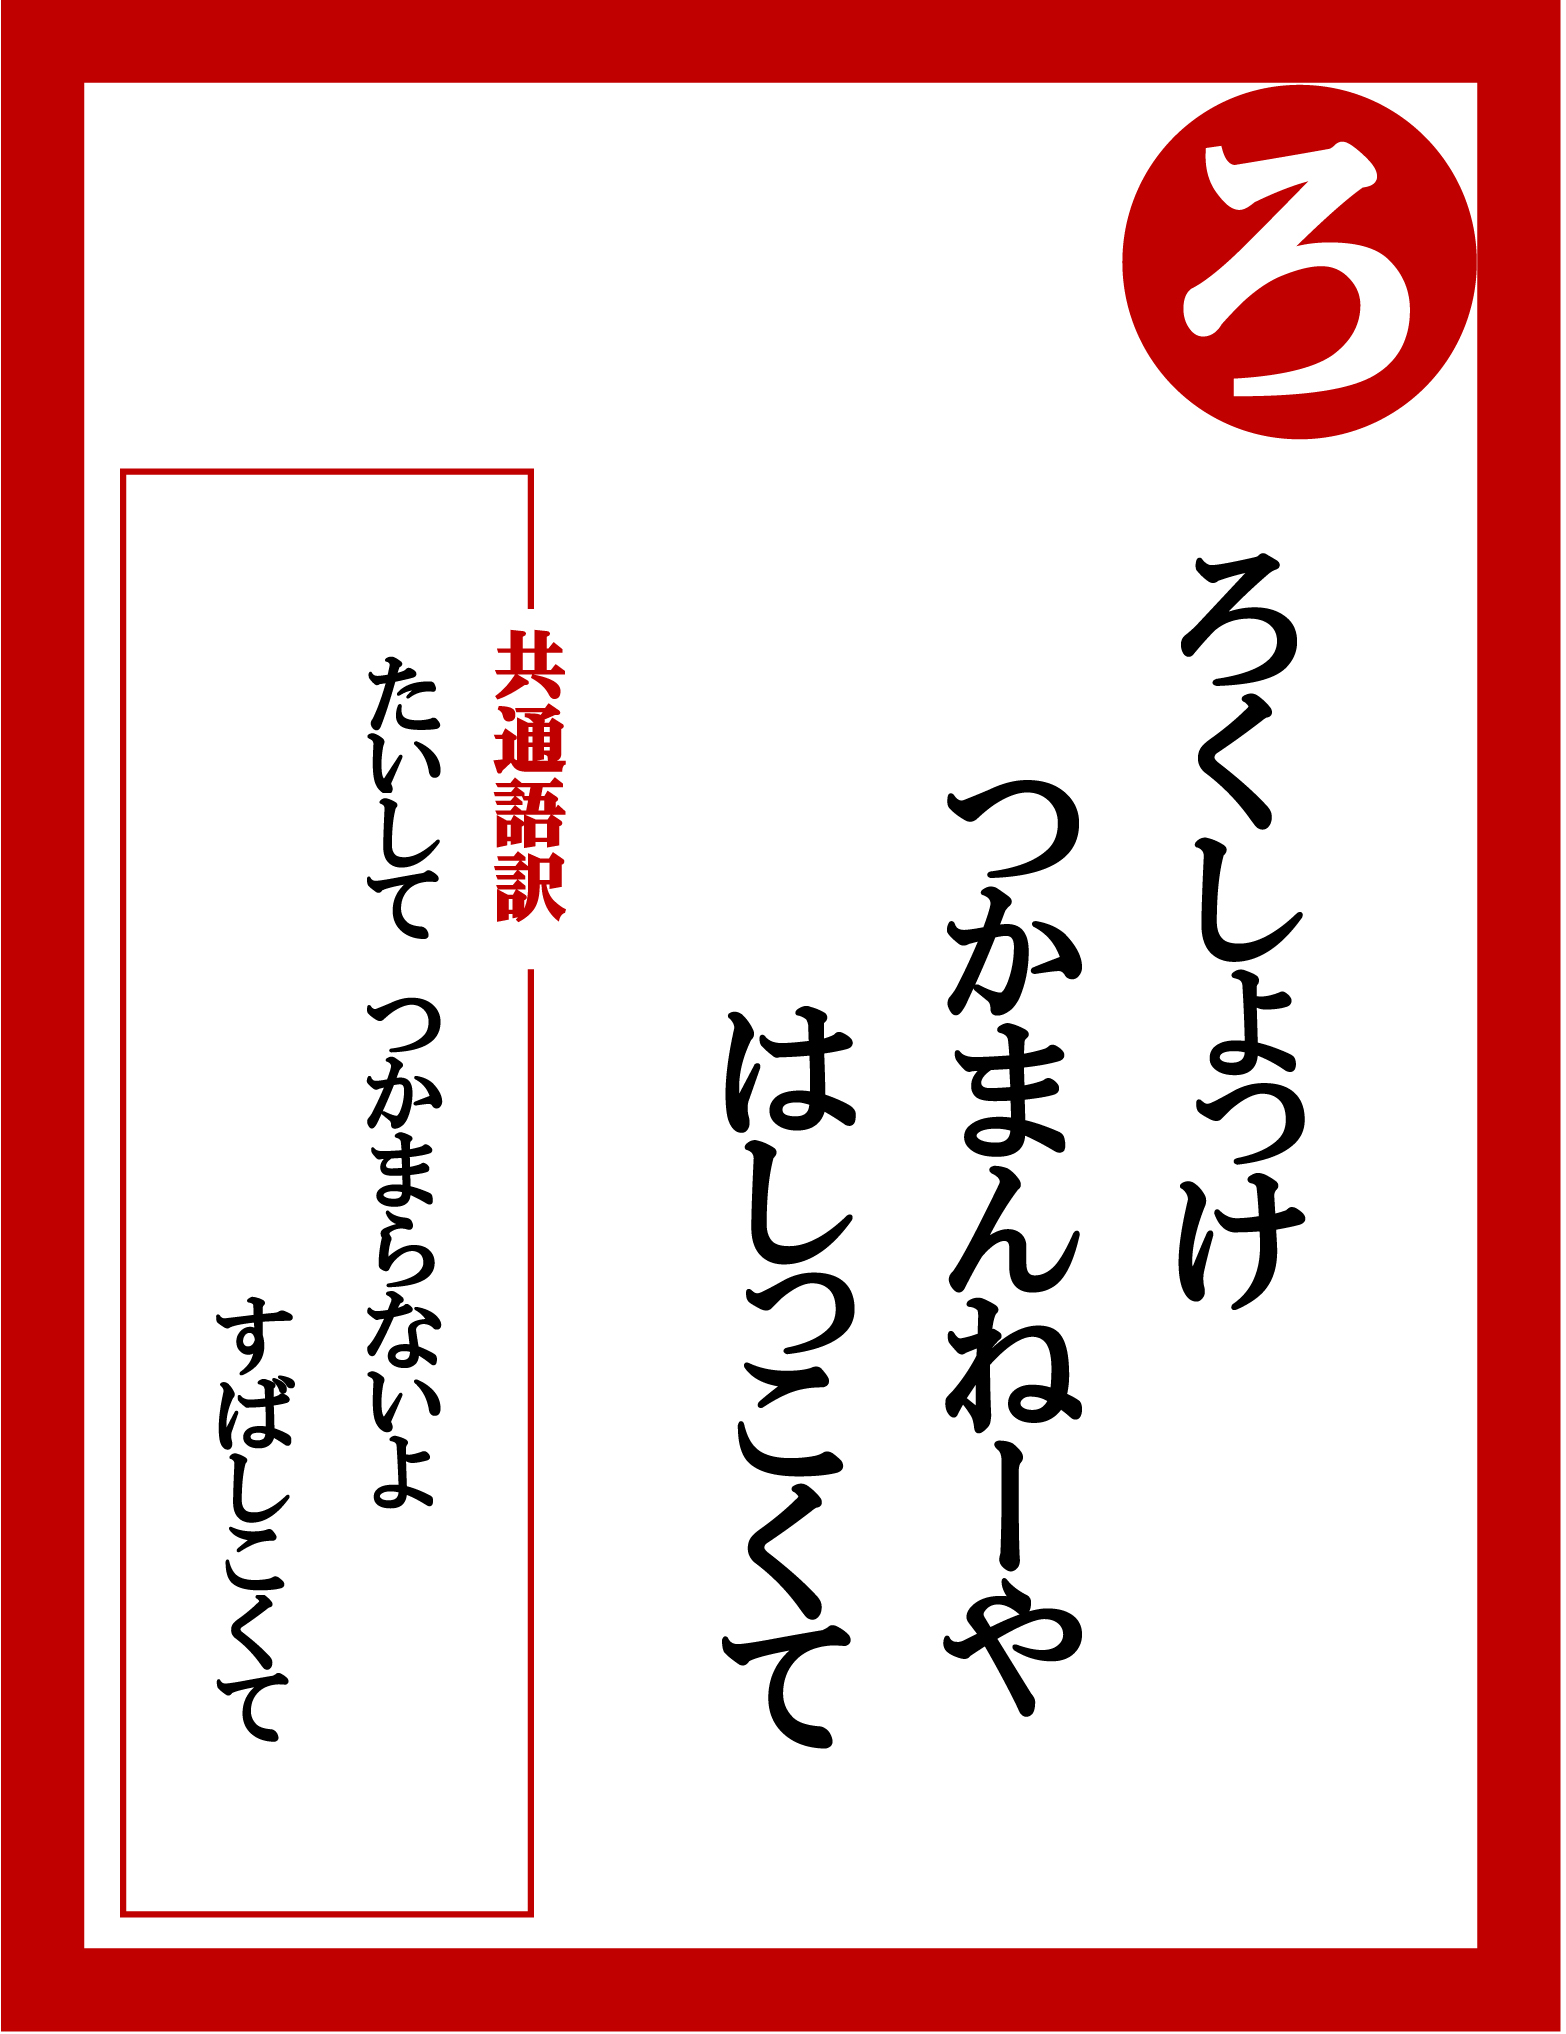 ろ
ろくしょっけ
つかまんねーや
はしっこくて
共通語訳
たいして　つかまらないよ
すばしこくて